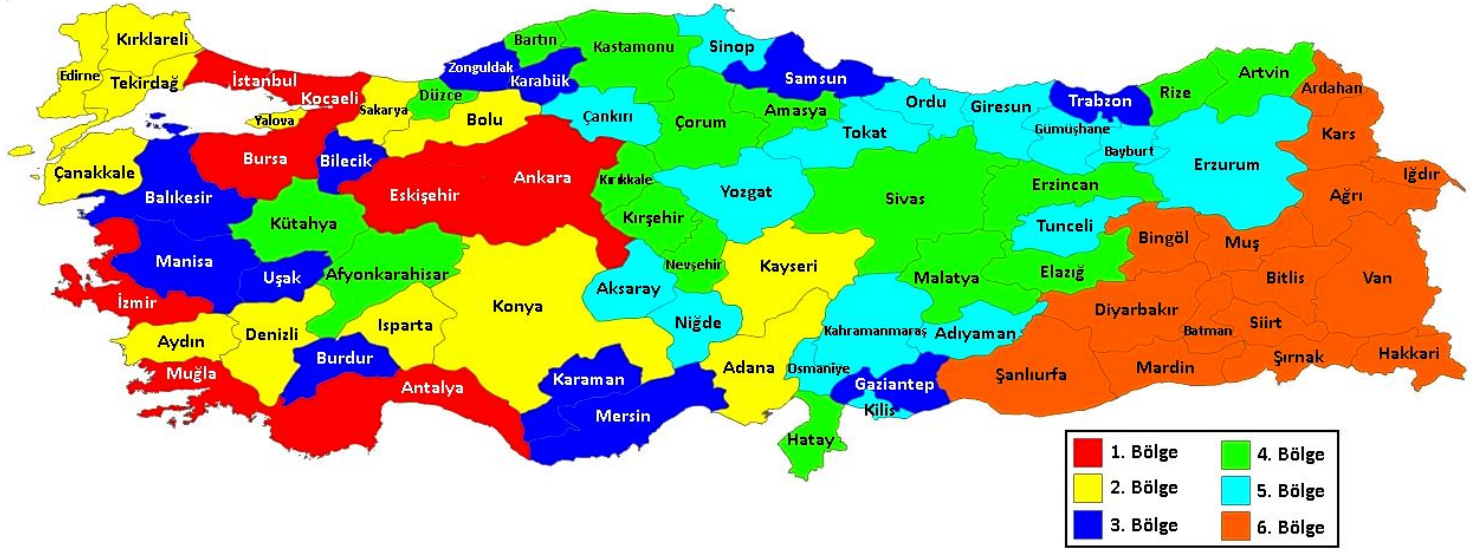 Kırklareli
Edirne
Tekirdağ
İstanbul
Kocaeli
Yalova
Sakarya
Düzce
Bolu
Zonguldak
Bartın
Karabük
Kastamonu
Sinop
Samsun
Çankırı
Çorum
Amasya
Tokat
Ordu
Giresun
Gümüşhane
Trabzon
Bayburt
Rize
Artvin
Ardahan
Kars
Iğdır
Ağrı
Erzurum
Erzincan
Çanakkale
Balıkesir
Bursa
Bilecik
Eskişehir
Ankara
Kırıkkale
Kırşehir
Yozgat
Sivas
Tunceli
Bingöl
Muş
Bitlis
Van
Kütahya
Manisa
Uşak
Afyonkarahisar
İzmir
Konya
Aksaray
Nevşehir
Kayseri
Niğde
Malatya
Elazığ
Diyarbakır
Batman
Siirt
Şırnak
Hakkari
Aydın
Denizli
Isparta
Burdur
Muğla
Antalya
Karaman
Mersin
Adana
Kahramanmaraş
Adıyaman
Osmaniye
Gaziantep
Kilis
Hatay
Şanlıurfa
Mardin
1. Bölge
2. Bölge
3. Bölge
4. Bölge
5. Bölge
6. Bölge